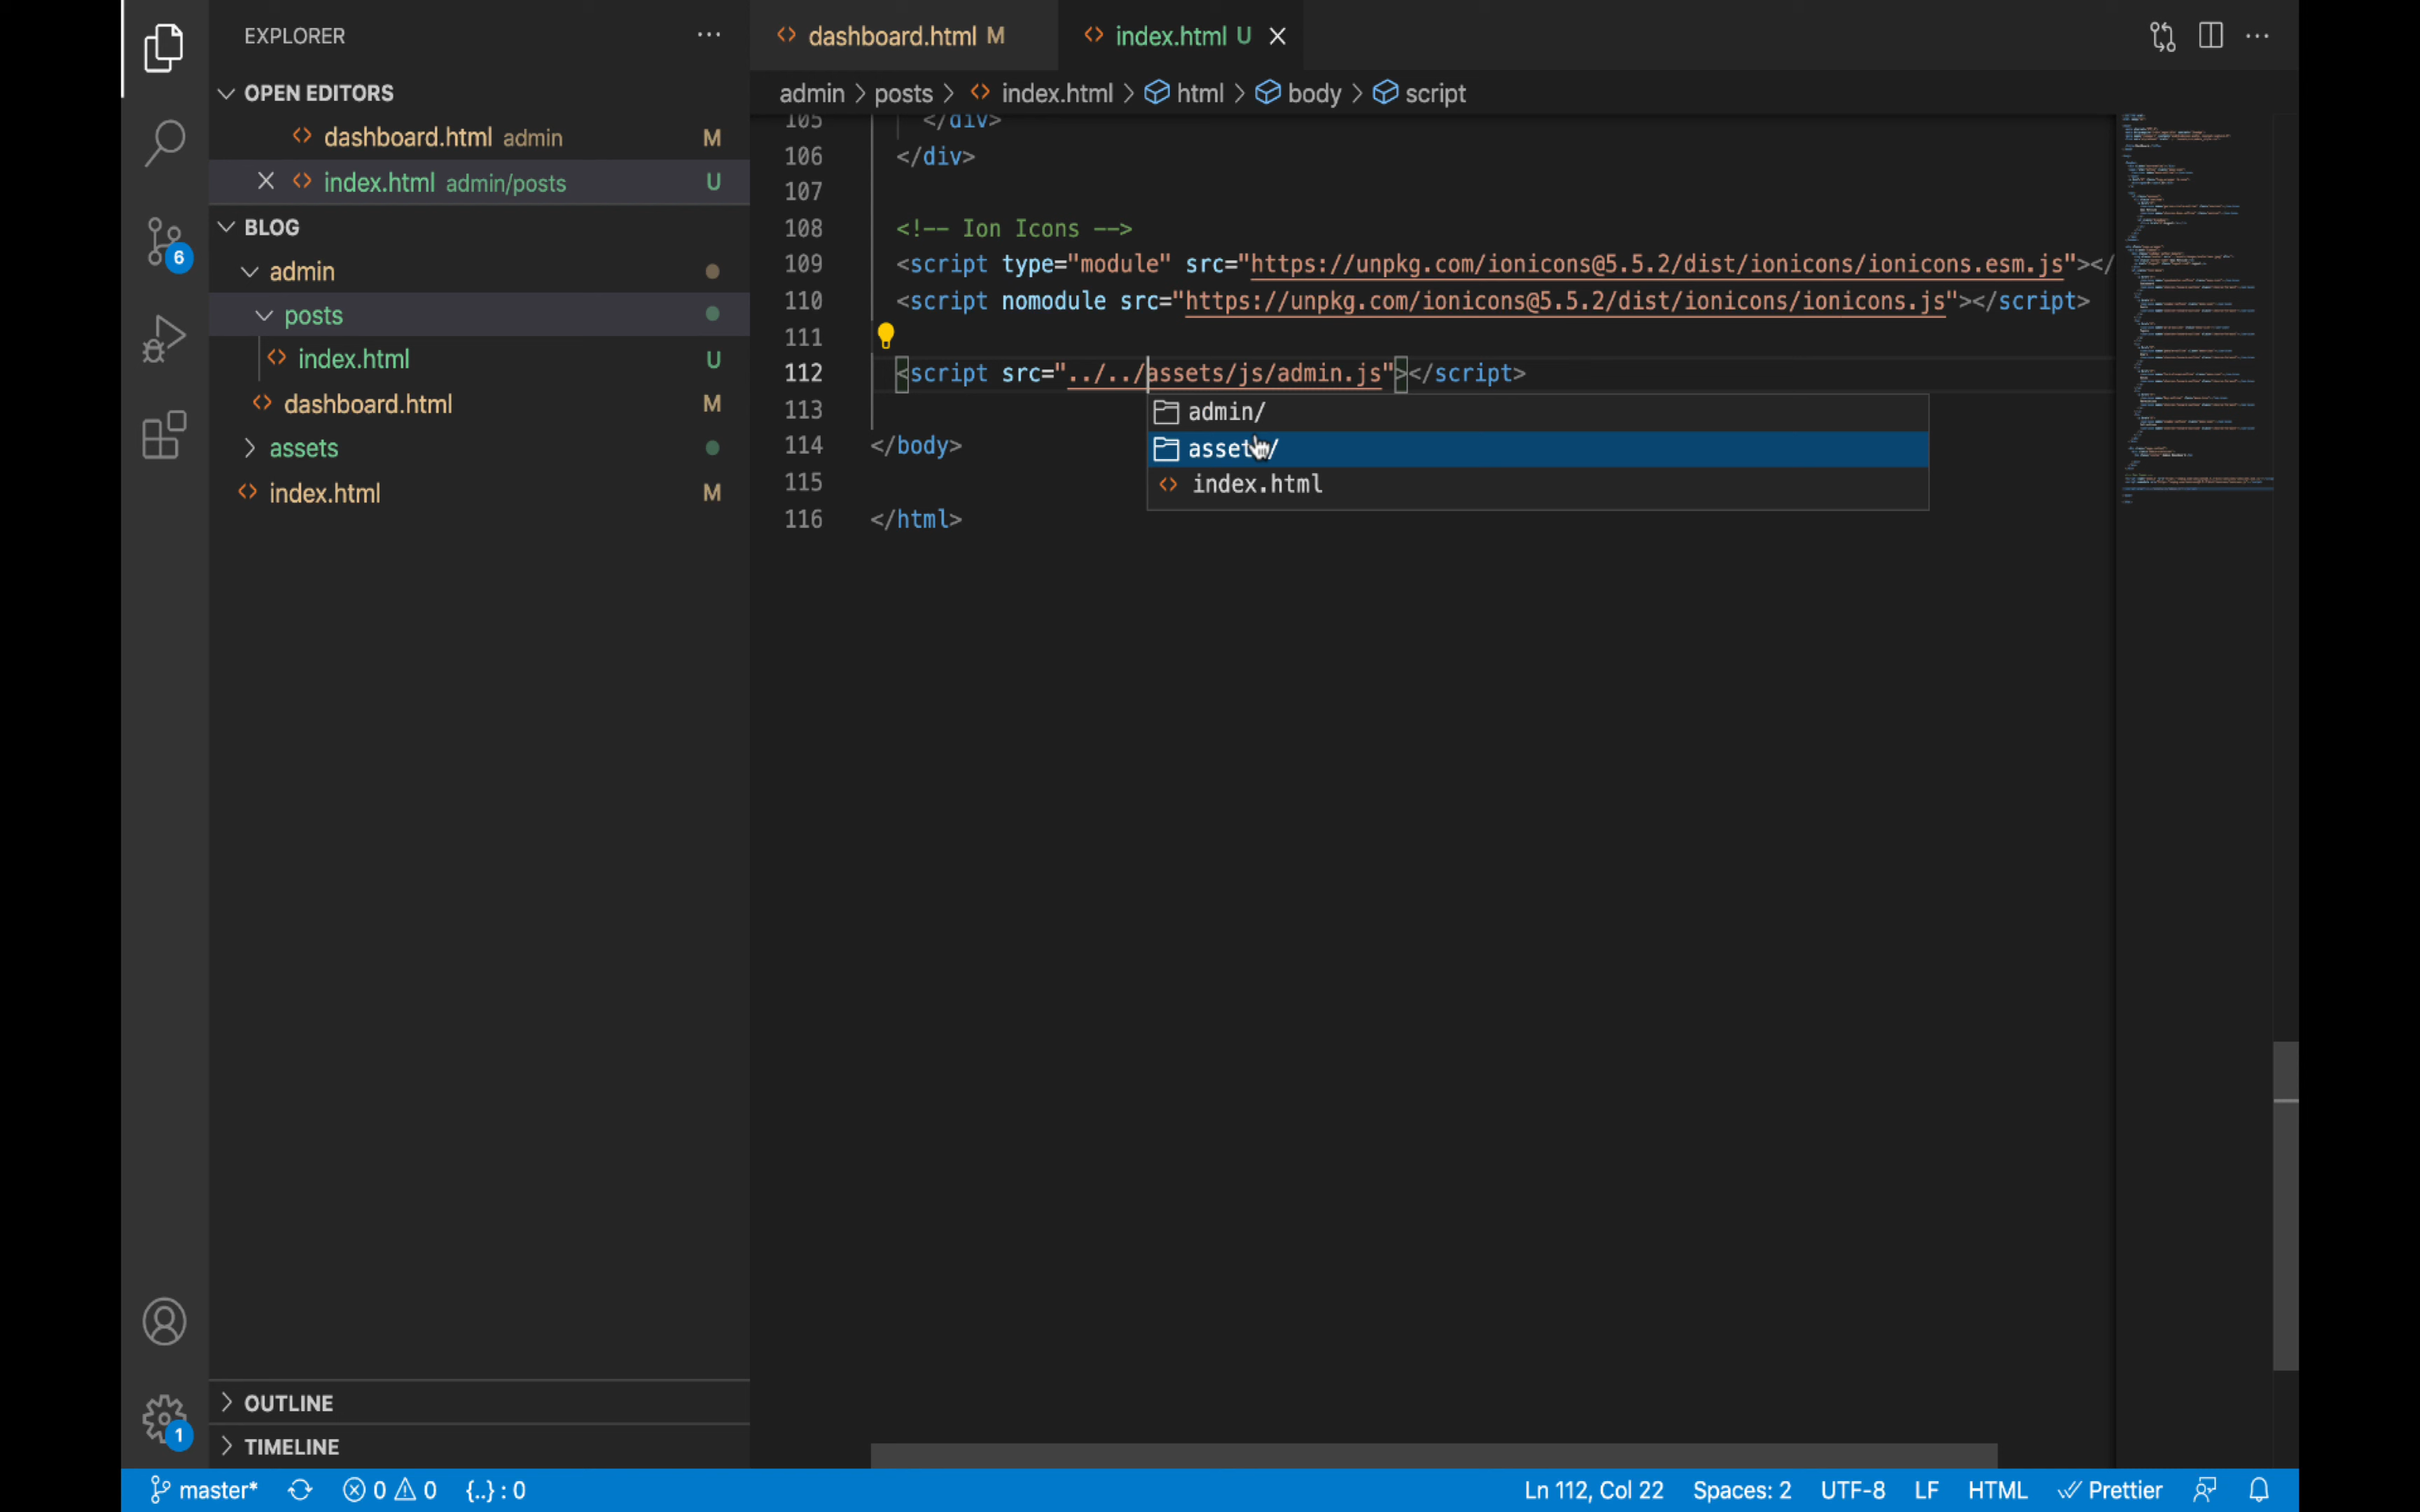 EXPLORER
OPEN EDITORS
dashboard.html admin M
index.html admin/posts U
BLOG
admin
posts
index.html U
dashboard.html M
assets
index.html M
OUTLINE
TIMELINE
6
1
dashboard.html M
index.html U
admin > posts > index.html > html > body > script
105 </div>
106 </div>
107
108 <!-- Ion Icons -->
109 <script type="module" src="https://unpkg.com/ionicons@5.5.2/dist/ionicons/ionicons.esm.js"></
110 <script nomodule src="https://unpkg.com/ionicons@5.5.2/dist/ionicons/ionicons.js"></script>
111
112 <script src="../../assets/js/admin.js"></script>
admin/
assets/
index.html
113
114 </body>
115
116 </html>
master* 0 0 {..} : 0
Ln 112, Col 22 Spaces: 2 UTF-8 LF HTML Prettier